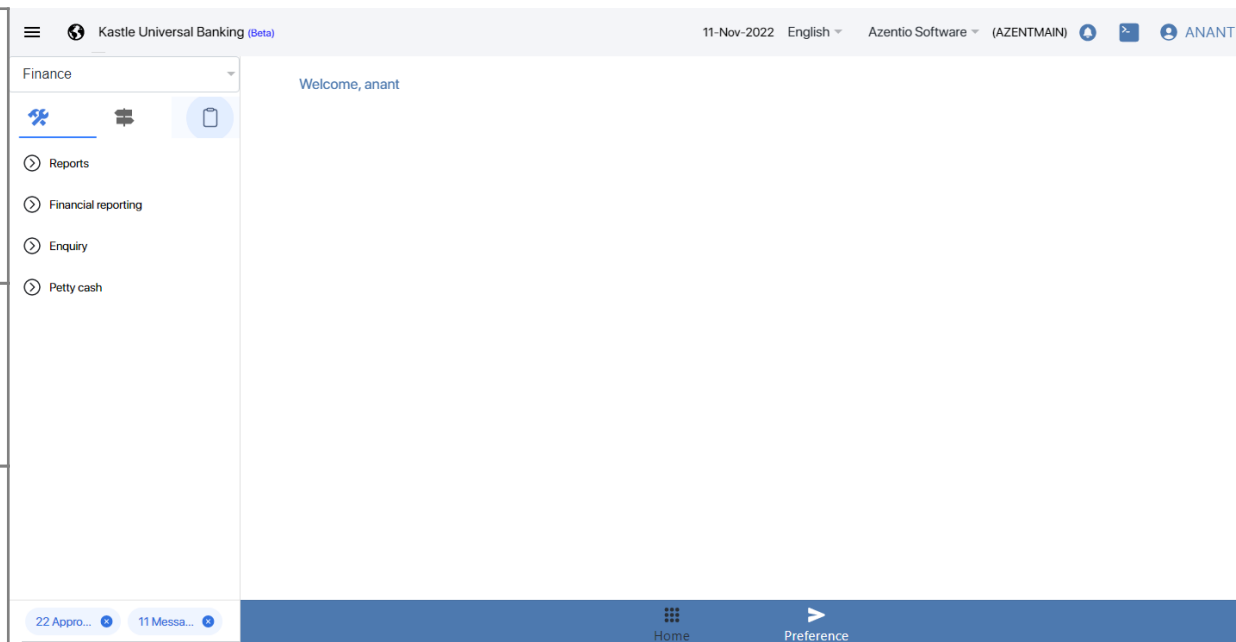 Kastle Universal Banking (Beta)
11-Nov-2022 English Azentio Software (AZENTMAIN) ANANT
Finance
Welcome, anant
Reports
Financial reporting
Enquiry
Petty cash
22 Appro... 11 Messa...
Home Preference